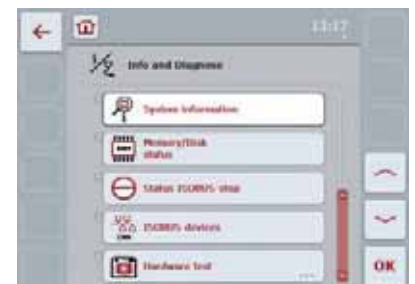 13:17
1/2 Info and Diagnose
System information
Memory/Disk
status
Status ISOBUS stop
ISOBUS devices
Hardware test
...
OK